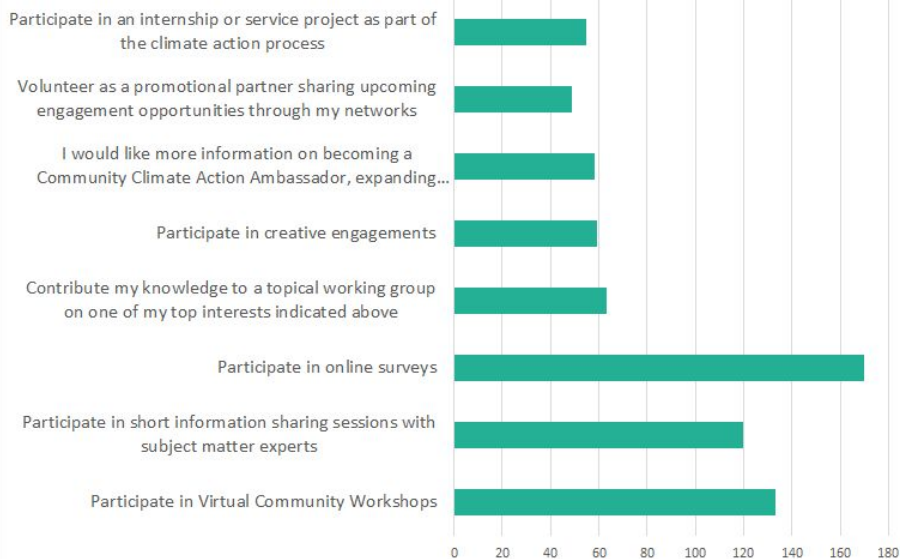 Participate in an internship or service project as part of
the climate action process
Volunteer as a promotional partner sharing upcoming
engagement opportunities through my networks
I would like more information on becoming a
Community Climate Action Ambassador, expanding...
Participate in creative engagements
Contribute my knowledge to a topical working group
on one of my top interests indicated above
Participate in online surveys
Participate in short information sharing sessions with
subject matter experts
Participate in Virtual Community Workshops
0 20 40 60 80 100 120 140 160 180